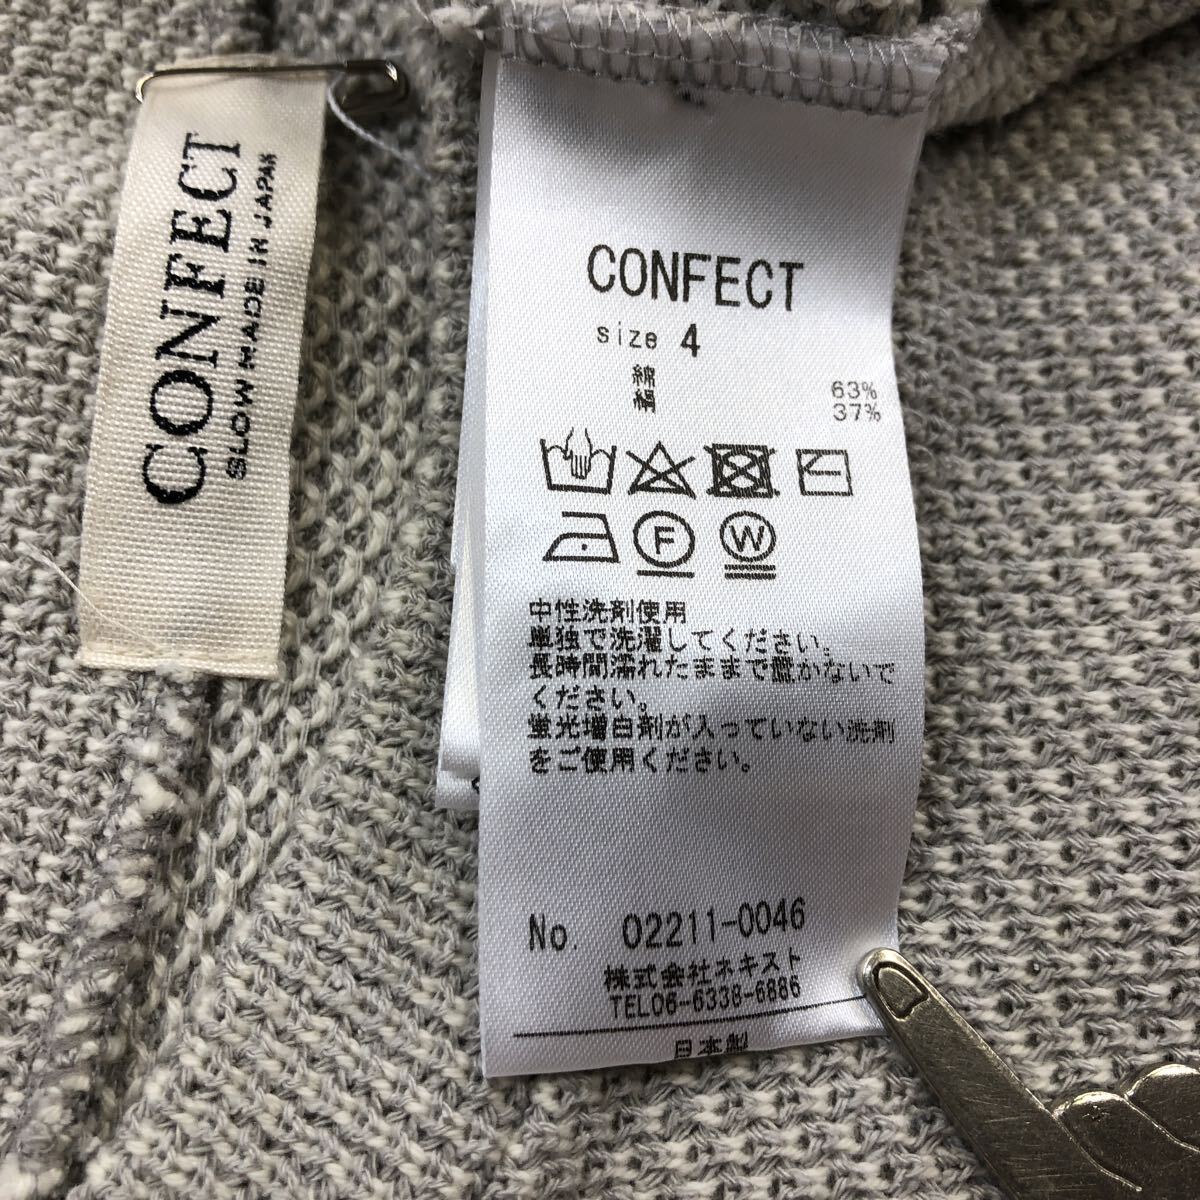 CONFECT
SLOW MADE IN JAPAN
CONFECT
size 4
綿 63%
絹 37%
F W
中性洗剤使用
単独で洗濯してください。
長時間濡れたままで置かないで
ください。
蛍光増白剤が入っていない洗剤
をご使用ください。
No. 02211-0046
株式会社ネキスト
TEL06-6338-6886
日本製